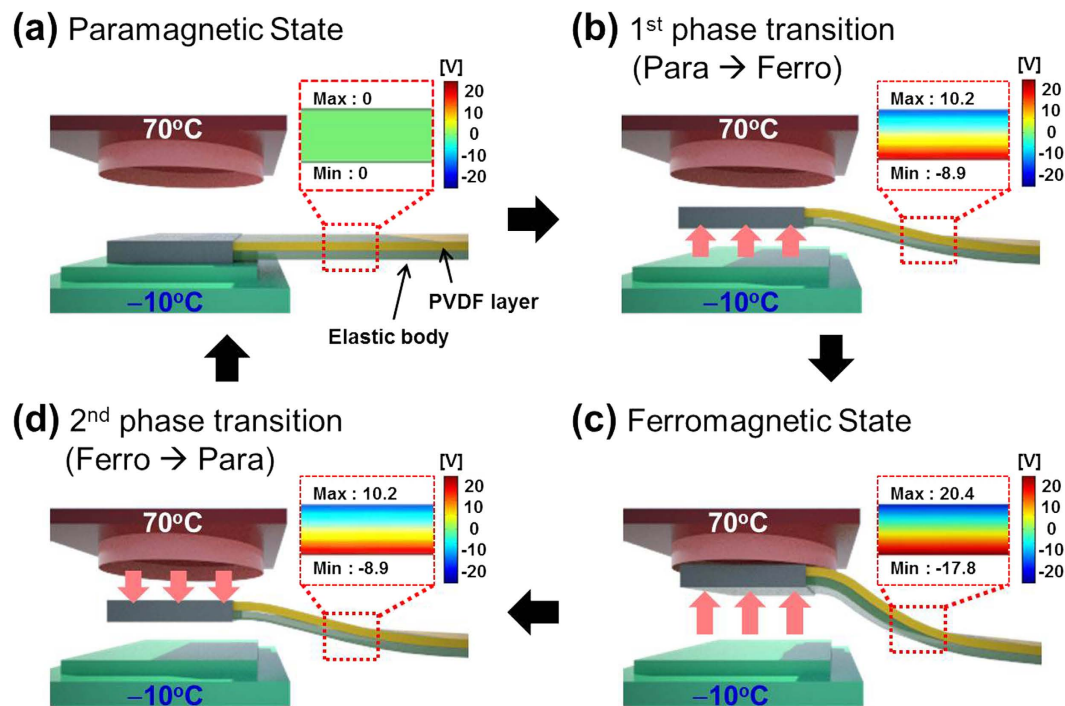 (a) Paramagnetic State
[V]
Max : 0
Min : 0
20
10
0
-10
-20
70°C
–10°C
PVDF layer
Elastic body
(b) 1st phase transition
(Para → Ferro)
[V]
Max : 10.2
Min : -8.9
20
10
0
-10
-20
70°C
–10°C
(d) 2nd phase transition
(Ferro → Para)
[V]
Max : 10.2
Min : -8.9
20
10
0
-10
-20
70°C
–10°C
(c) Ferromagnetic State
[V]
Max : 20.4
Min : -17.8
20
10
0
-10
-20
70°C
–10°C